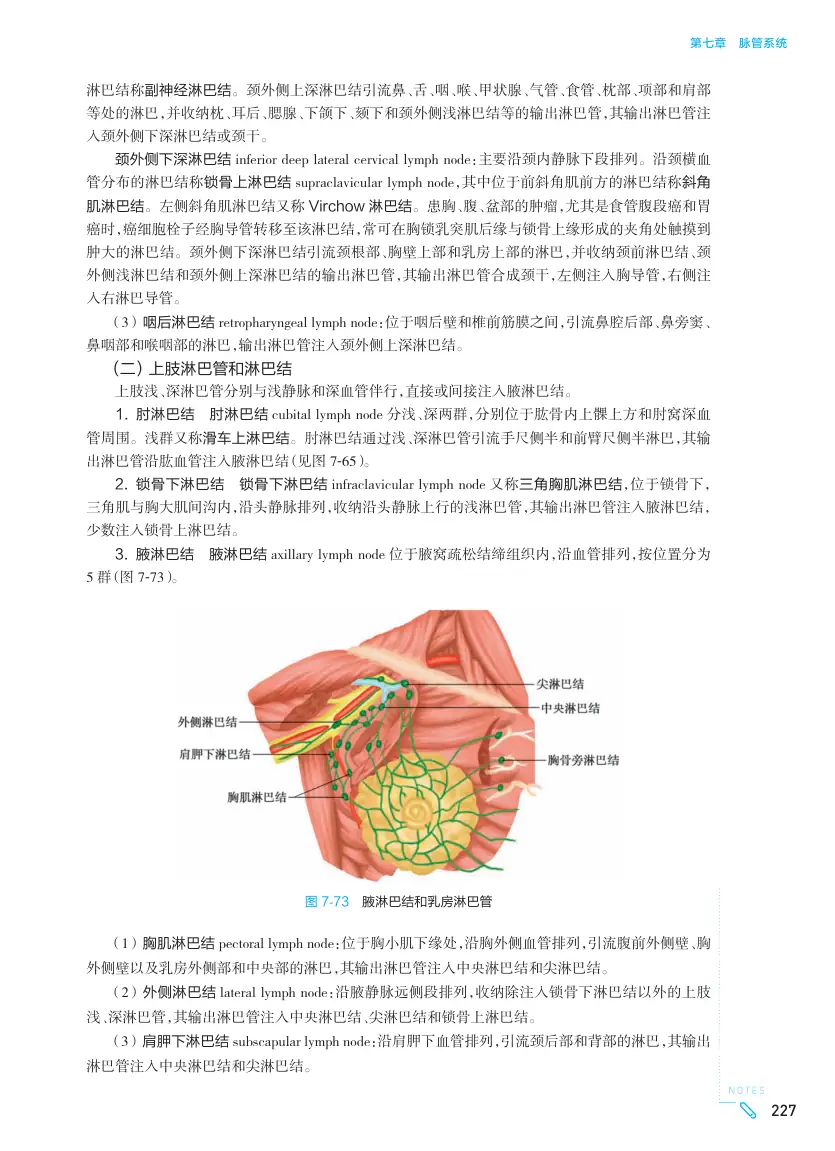 第七章 脉管系统
淋巴结称副神经淋巴结。颈外侧上深淋巴结引流鼻、舌、咽、喉、甲状腺、气管、食管、枕部、项部和肩部
等处的淋巴,并收纳枕、耳后、腮腺、下颌下、颏下和颈外侧浅淋巴结等的输出淋巴管,其输出淋巴管注
入颈外侧下深淋巴结或颈干。
颈外侧下深淋巴结 inferior deep lateral cervical lymph node:主要沿颈内静脉下段排列。沿颈横血
管分布的淋巴结称锁骨上淋巴结 supraclavicular lymph node,其中位于前斜角肌前方的淋巴结称斜角
肌淋巴结。左侧斜角肌淋巴结又称 Virchow 淋巴结。患胸、腹、盆部的肿瘤,尤其是食管腹段癌和胃
癌时,癌细胞栓子经胸导管转移至该淋巴结,常可在胸锁乳突肌后缘与锁骨上缘形成的夹角处触摸到
肿大的淋巴结。颈外侧下深淋巴结引流颈根部、胸壁上部和乳房上部的淋巴,并收纳颈前淋巴结、颈
外侧浅淋巴结和颈外侧上深淋巴结的输出淋巴管,其输出淋巴管合成颈干,左侧注入胸导管,右侧注
入右淋巴导管。
(3)咽后淋巴结 retropharyngeal lymph node:位于咽后壁和椎前筋膜之间,引流鼻腔后部、鼻旁窦、
鼻咽部和喉咽部的淋巴,输出淋巴管注入颈外侧上深淋巴结。
(二)上肢淋巴管和淋巴结
上肢浅、深淋巴管分别与浅静脉和深血管伴行,直接或间接注入腋淋巴结。
1. 肘淋巴结 肘淋巴结 cubital lymph node 分浅、深两群,分别位于肱骨内上髁上方和肘窝深血
管周围。浅群又称滑车上淋巴结。肘淋巴结通过浅、深淋巴管引流手尺侧半和前臂尺侧半淋巴,其输
出淋巴管沿肱血管注入腋淋巴结(见图 7-65)。
2. 锁骨下淋巴结 锁骨下淋巴结 infraclavicular lymph node 又称三角胸肌淋巴结,位于锁骨下,
三角肌与胸大肌间沟内,沿头静脉排列,收纳沿头静脉上行的浅淋巴管,其输出淋巴管注入腋淋巴结,
少数注入锁骨上淋巴结。
3. 腋淋巴结 腋淋巴结 axillary lymph node 位于腋窝疏松结缔组织内,沿血管排列,按位置分为
5 群(图 7-73)。
尖淋巴结
中央淋巴结
外侧淋巴结
肩胛下淋巴结
胸骨旁淋巴结
胸肌淋巴结
图 7-73 腋淋巴结和乳房淋巴管
(1)胸肌淋巴结 pectoral lymph node:位于胸小肌下缘处,沿胸外侧血管排列,引流腹前外侧壁、胸
外侧壁以及乳房外侧部和中央部的淋巴,其输出淋巴管注入中央淋巴结和尖淋巴结。
(2)外侧淋巴结 lateral lymph node:沿腋静脉远侧段排列,收纳除注入锁骨下淋巴结以外的上肢
浅、深淋巴管,其输出淋巴管注入中央淋巴结、尖淋巴结和锁骨上淋巴结。
(3)肩胛下淋巴结 subscapular lymph node:沿肩胛下血管排列,引流颈后部和背部的淋巴,其输出
淋巴管注入中央淋巴结和尖淋巴结。
NOTES
227